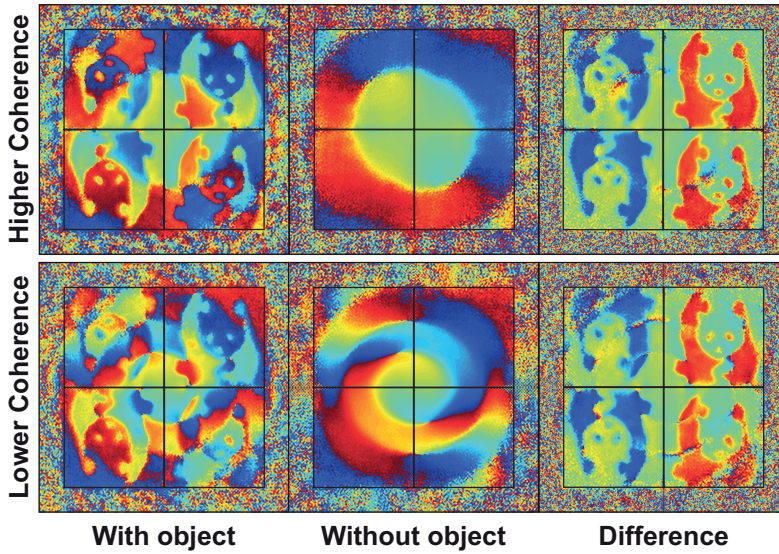 Higher Coherence
Lower Coherence
With object
Without object
Difference